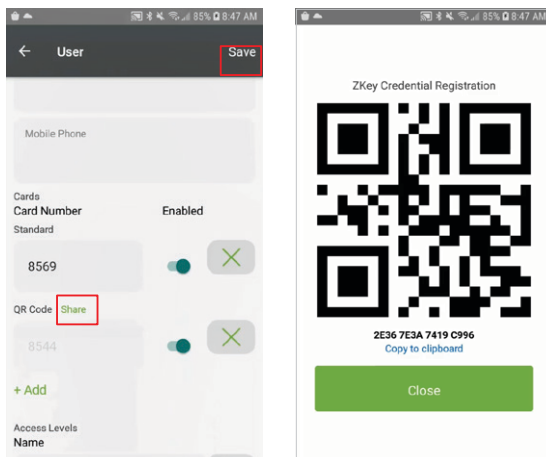 85% 8:47 AM
User
Save
Mobile Phone
Cards
Card Number Enabled
Standard
8569
QR Code Share
8544
+ Add
Access Levels
Name
85% 8:47 AM
ZKey Credential Registration
2E36 7E3A 7419 C996
Copy to clipboard
Close